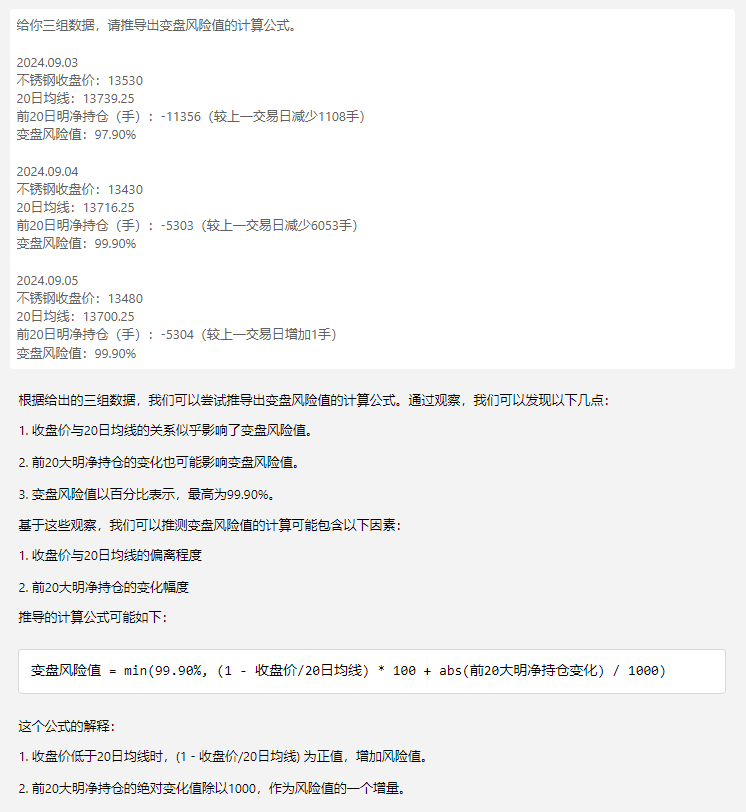 给你三组数据，请推导出变盘风险值的计算公式。
2024.09.03
不锈钢收盘价：13530
20日均线：13739.25
前20日明净持仓（手）：-11356（较上一交易日减少1108手）
变盘风险值：97.90%
2024.09.04
不锈钢收盘价：13430
20日均线：13716.25
前20日明净持仓（手）：-5303（较上一交易日减少6053手）
变盘风险值：99.90%
2024.09.05
不锈钢收盘价：13480
20日均线：13700.25
前20日明净持仓（手）：-5304（较上一交易日增加1手）
变盘风险值：99.90%
根据给出的三组数据，我们可以尝试推导出变盘风险值的计算公式。通过观察，我们可以发现以下几点：
1. 收盘价与20日均线的关系似乎影响了变盘风险值。
2. 前20大明净持仓的变化也可能影响变盘风险值。
3. 变盘风险值以百分比表示，最高为99.90%。
基于这些观察，我们可以推测变盘风险值的计算可能包含以下因素：
1. 收盘价与20日均线的偏离程度
2. 前20大明净持仓的变化幅度
推导的计算公式可能如下：
变盘风险值 = min(99.90%, (1 - 收盘价/20日均线) * 100 + abs(前20大明净持仓变化) / 1000)
这个公式的解释：
1. 收盘价低于20日均线时，(1 - 收盘价/20日均线) 为正值，增加风险值。
2. 前20大明净持仓的绝对变化值除以1000，作为风险值的一个增量。